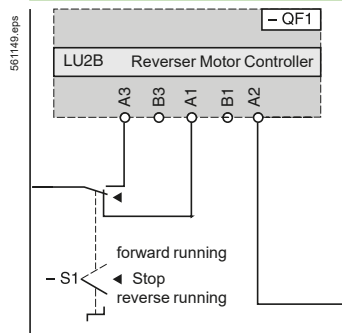 561149.eps
– QF1
LU2B Reverser Motor Controller
A3 B3 A1 B1 A2
forward running
– S1 Stop
reverse running